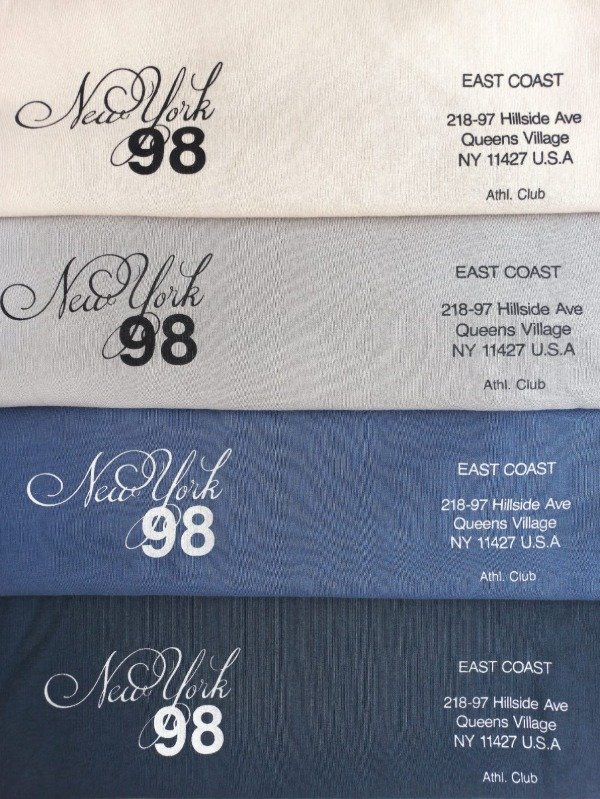 New York
98
EAST COAST
218-97 Hillside Ave
Queens Village
NY 11427 U.S.A
Athl. Club
New York
98
EAST COAST
218-97 Hillside Ave
Queens Village
NY 11427 U.S.A
Athl. Club
New York
98
EAST COAST
218-97 Hillside Ave
Queens Village
NY 11427 U.S.A
Athl. Club
New York
98
EAST COAST
218-97 Hillside Ave
Queens Village
NY 11427 U.S.A
Athl. Club